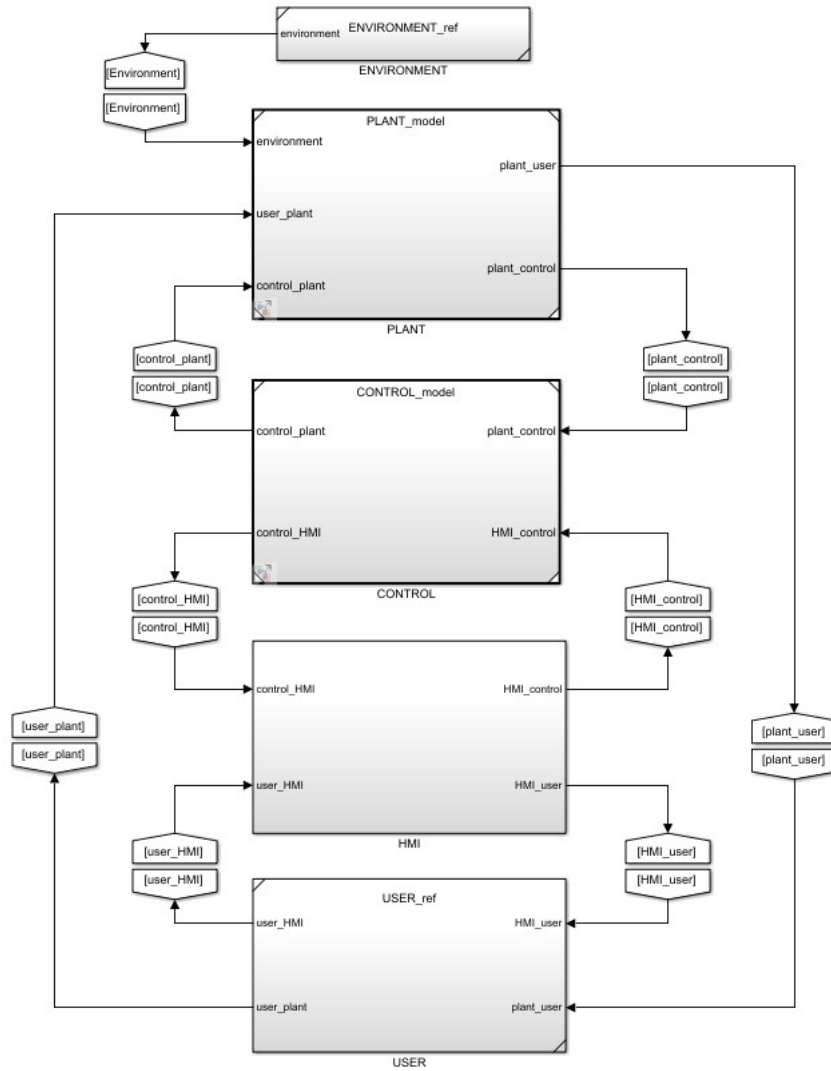 environment
ENVIRONMENT_ref
ENVIRONMENT
[Environment]
[Environment]
PLANT_model
environment
plant_user
user_plant
plant_control
control_plant
PLANT
[control_plant]
[plant_control]
[control_plant]
[plant_control]
CONTROL_model
control_plant
plant_control
control_HMI
HMI_control
CONTROL
[control_HMI]
[HMI_control]
[control_HMI]
[HMI_control]
control_HMI
HMI_control
[user_plant]
[plant_user]
[user_plant]
[plant_user]
user_HMI
HMI_user
HMI
[user_HMI]
[HMI_user]
[user_HMI]
[HMI_user]
USER_ref
user_HMI
HMI_user
user_plant
plant_user
USER